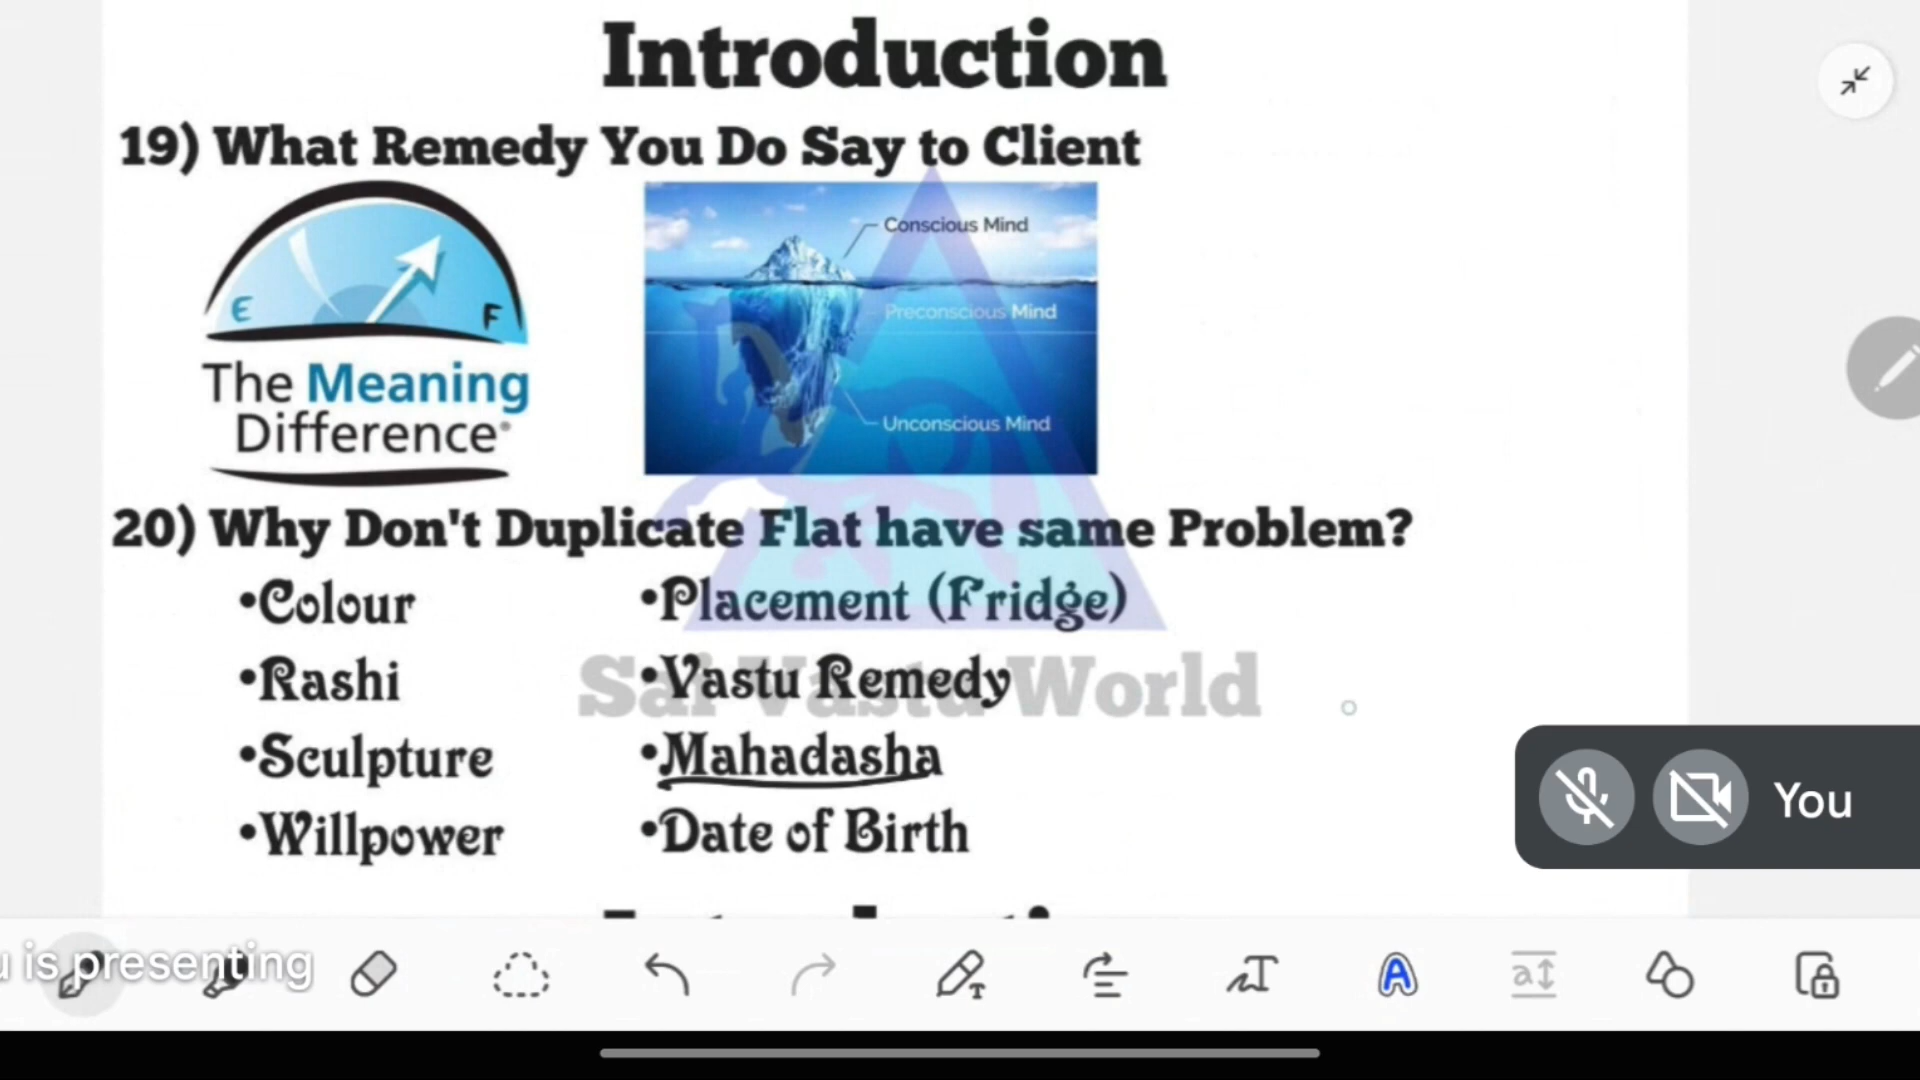 Introduction
19) What Remedy You Do Say to Client
E F
The Meaning
Difference®
Conscious Mind
Preconscious Mind
Unconscious Mind
20) Why Don't Duplicate Flat have same Problem?
•Colour
•Rashi
•Sculpture
•Willpower
•Placement (Fridge)
•Vastu Remedy
•Mahadasha
•Date of Birth
Sai Vastu World
You
is presenting
T
T
A
a